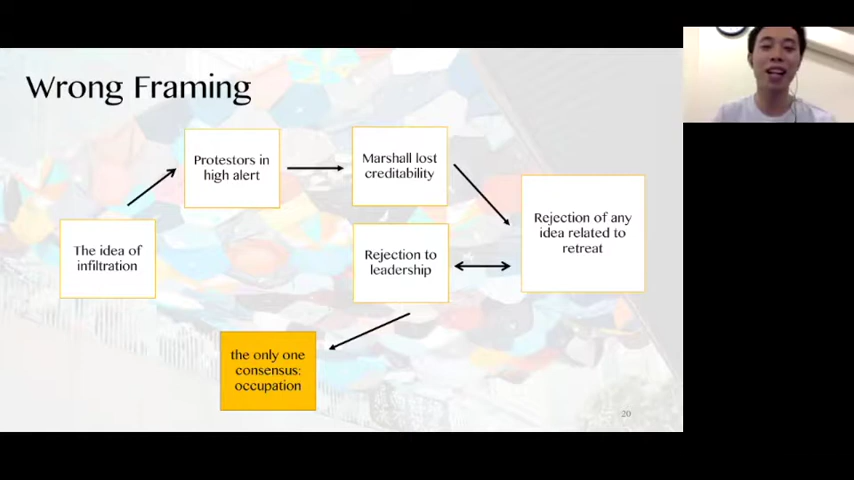 Wrong Framing
Protestors in
high alert
Marshall lost
creditability
The idea of
infiltration
Rejection to
leadership
Rejection of any
idea related to
retreat
the only one
consensus:
occupation
20